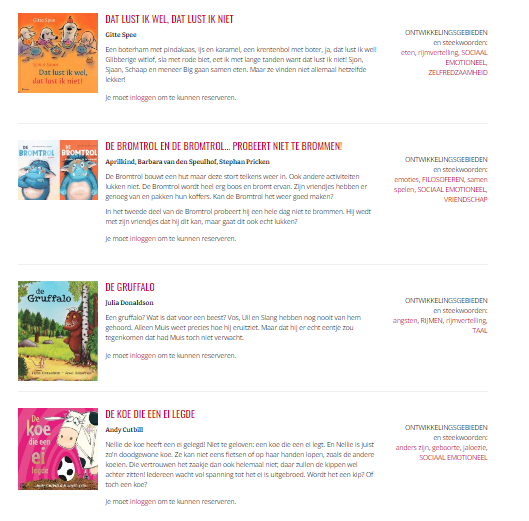 Gitte Spee
Dat lust ik wel,
dat lust ik niet!
DAT LUST IK WEL, DAT LUST IK NIET
Gitte Spee
Een boterham met pindakaas, ijs en karamel, een krentenbol met boter, ja, dat lust ik wel!
Glibberige witlof, sla met rode biet, eet ik met lange tanden want dat lust ik niet! Sjon,
Sjaan, Schaap en meneer Big gaan samen eten. Maar ze vinden niet allemaal hetzelfde
lekker!
Je moet inloggen om te kunnen reserveren.
ONTWIKKELINGSGEBIEDEN
en steekwoorden:
eten, rijmvertelling, SOCIAAL
EMOTIONEEL,
ZELFREDZAAMHEID
DE
BROMTROL
DE
BROMTROL
DE BROMTROL EN DE BROMTROL... PROBEERT NIET TE BROMMEN!
Aprilkind, Barbara van den Speulhof, Stephan Pricken
De Bromtrol bouwt een hut maar deze stort telkens weer in. Ook andere activiteiten
lukken niet. De Bromtrol wordt heel erg boos en bromt ervan. Zijn vriendjes hebben er
genoeg van en pakken hun koffers. Kan de Bromtrol het weer goed maken?
In het tweede deel van de Bromtrol probeert hij een hele dag niet te brommen. Hij wedt
met zijn vriendjes dat hij dit kan, maar gaat dit ook echt lukken?
Je moet inloggen om te kunnen reserveren.
ONTWIKKELINGSGEBIEDEN
en steekwoorden:
emoties, FILOSOFEREN, samen
spelen, SOCIAAL EMOTIONEEL,
VRIENDSCHAP
de
Gruffalo
DE GRUFFALO
Julia Donaldson
Een gruffalo? Wat is dat voor een beest? Vos, Uil en Slang hebben nog nooit van hem
gehoord. Alleen Muis weet precies hoe hij eruitziet. Maar dat hij er echt eentje zou
tegenkomen dat had Muis toch niet verwacht.
Je moet inloggen om te kunnen reserveren.
ONTWIKKELINGSGEBIEDEN
en steekwoorden:
angsten, RIJMEN, rijmvertelling,
TAAL
De
koe
die een
ei
legde
DE KOE DIE EEN EI LEGDE
Andy Cutbill
Nellie de koe heeft een ei gelegd! Niet te geloven: een koe die een ei legt. En Nellie is juist
zo'n doodgewone koe. Ze kan niet eens fietsen of op haar handen lopen, zoals de andere
koeien. Die vertrouwen het zaakje dan ook helemaal niet; daar zullen de kippen wel
achter zitten! Iedereen wacht vol spanning tot het ei is uitgebroed. Wordt het een kip? Of
toch een koe?
Je moet inloggen om te kunnen reserveren.
ONTWIKKELINGSGEBIEDEN
en steekwoorden:
anders zijn, geboorte, jaloezie,
SOCIAAL EMOTIONEEL